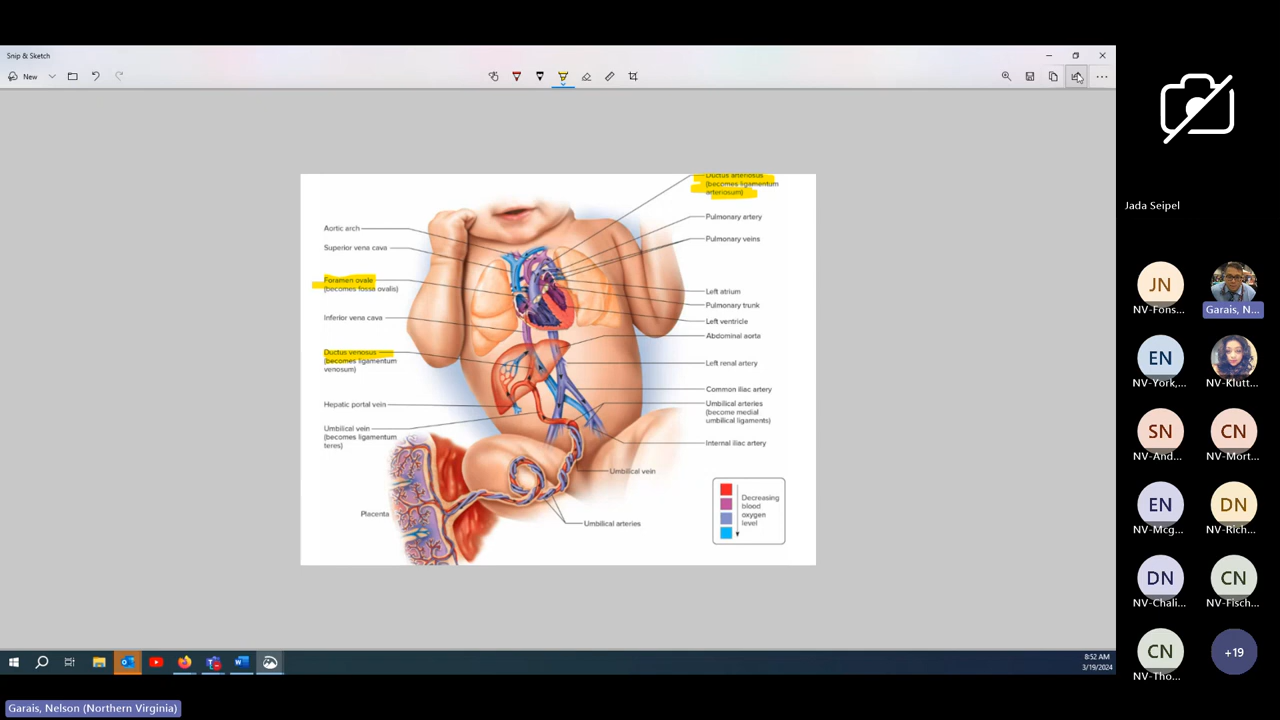 Snip & Sketch
New
Ductus arteriosus
(becomes ligamentum
arteriosum)
Aortic arch
Superior vena cava
Foramen ovale
(becomes fossa ovalis)
Inferior vena cava
Ductus venosus
(becomes ligamentum
venosum)
Hepatic portal vein
Umbilical vein
(becomes ligamentum
teres)
Placenta
Pulmonary artery
Pulmonary veins
Left atrium
Pulmonary trunk
Left ventricle
Abdominal aorta
Left renal artery
Common iliac artery
Umbilical arteries
(become medial
umbilical ligaments)
Internal iliac artery
Umbilical vein
Umbilical arteries
Decreasing
blood
oxygen
level
8:52 AM
3/19/2024
Garais, Nelson (Northern Virginia)
Jada Seipel
JN
NV-Fons...
Garais, N...
EN
NV-York,...
NV-Klutt...
SN
NV-And...
CN
NV-Mort...
EN
NV-Mcg...
DN
NV-Rich...
DN
NV-Chali...
CN
NV-Fisch...
CN
NV-Tho...
+19